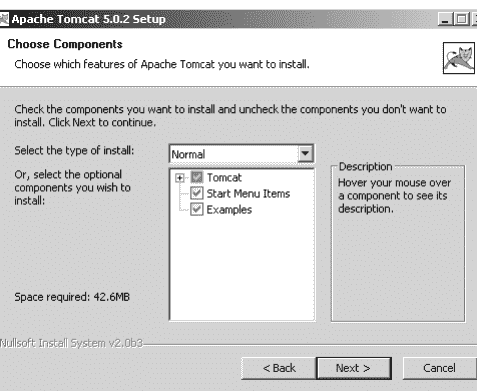 Apache Tomcat 5.0.2 Setup
Choose Components
Choose which features of Apache Tomcat you want to install.
Check the components you want to install and uncheck the components you don't want to
install. Click Next to continue.
Select the type of install:
Normal
Or, select the optional
components you wish to
install:
Tomcat
Start Menu Items
Examples
Description
Hover your mouse over
a component to see its
description.
Space required: 42.6MB
Nullsoft Install System v2.0b3
< Back
Next >
Cancel